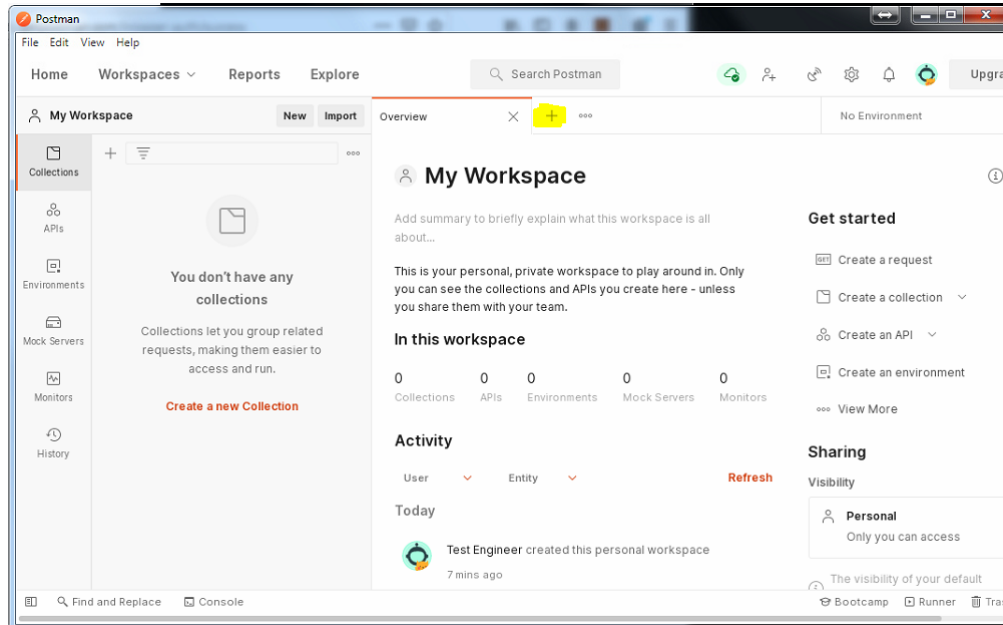 Postman
File Edit View Help
Home Workspaces Reports Explore Search Postman Upgra
My Workspace New Import Overview No Environment
Collections
APIs
Environments
Mock Servers
Monitors
History
You don't have any
collections
Collections let you group related
requests, making them easier to
access and run.
Create a new Collection
My Workspace
Add summary to briefly explain what this workspace is all
about...
This is your personal, private workspace to play around in. Only
you can see the collections and APIs you create here - unless
you share them with your team.
In this workspace
0 0 0 0 0
Collections APIs Environments Mock Servers Monitors
Activity
User Entity Refresh
Today
Test Engineer created this personal workspace
7 mins ago
Get started
GET Create a request
Create a collection
Create an API
Create an environment
View More
Sharing
Visibility
Personal
Only you can access
The visibility of your default
Find and Replace Console Bootcamp Runner Tra